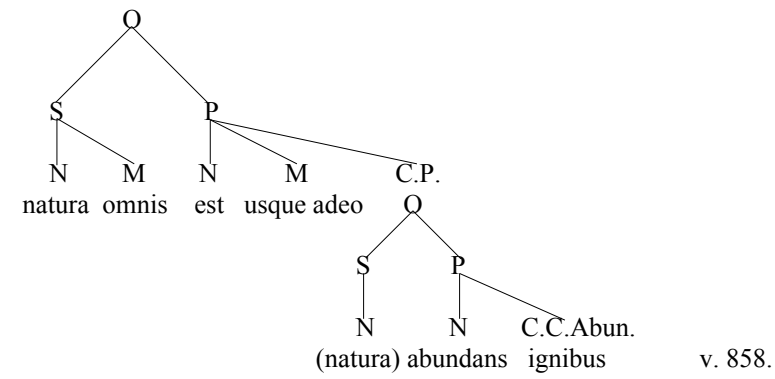 O
S P
N M N M C.P.
natura omnis est usque adeo
O
S P
N N C.C.Abun.
(natura) abundans ignibus v. 858.